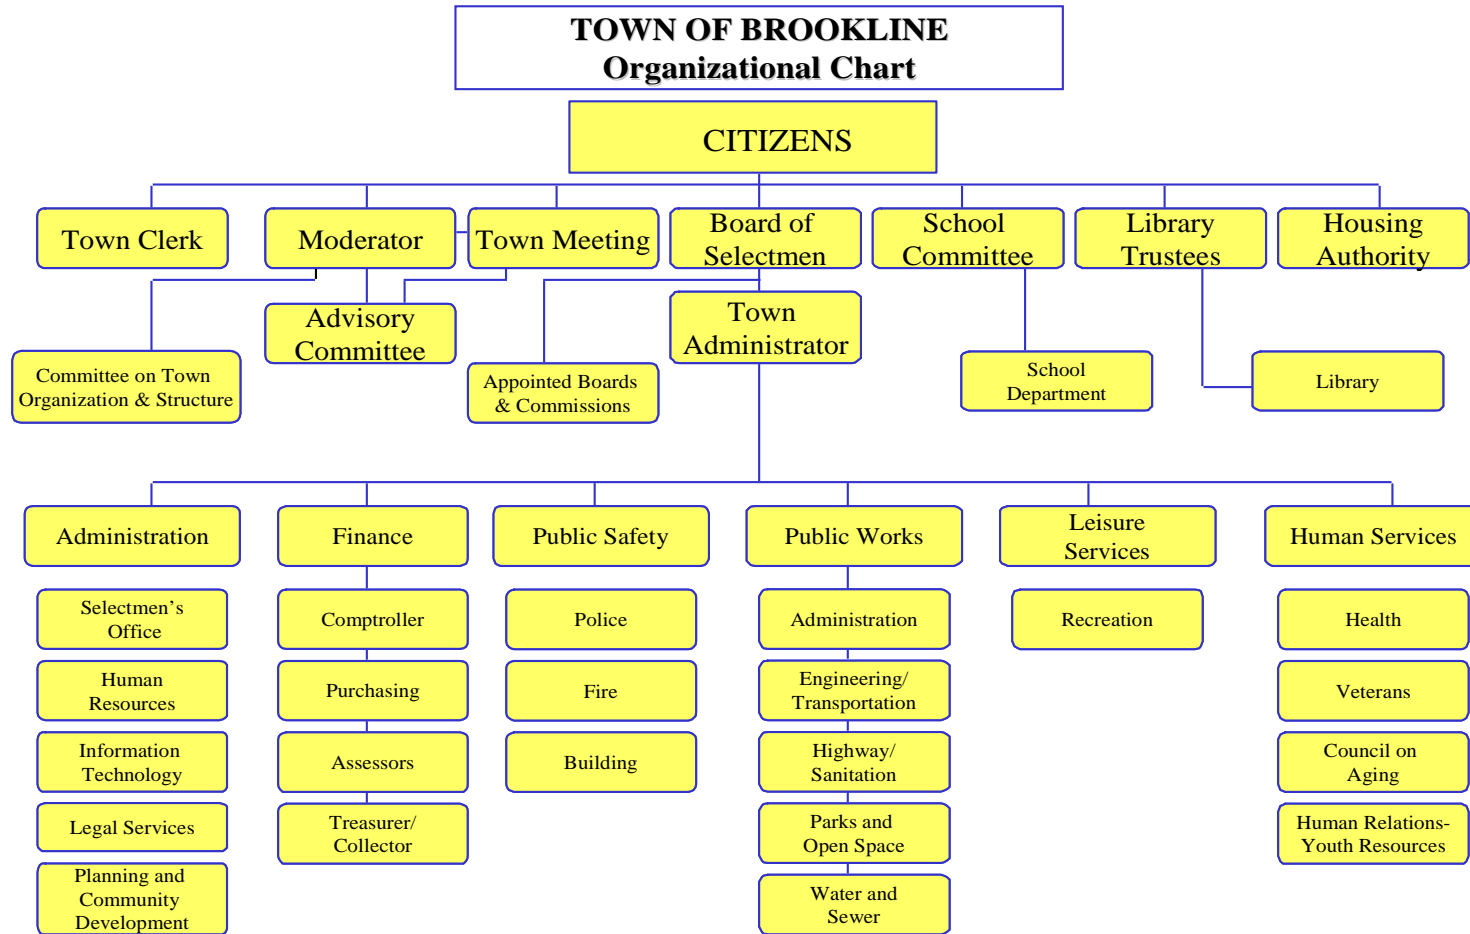 TOWN OF BROOKLINE
Organizational Chart
CITIZENS
Town Clerk
Moderator
Town Meeting
Board of
Selectmen
School
Committee
Library
Trustees
Housing
Authority
Advisory
Committee
Town
Administrator
Committee on Town
Organization & Structure
Appointed Boards
& Commissions
School
Department
Library
Administration
Finance
Public Safety
Public Works
Leisure
Services
Human Services
Selectmen's
Office
Human
Resources
Information
Technology
Legal Services
Planning and
Community
Development
Comptroller
Purchasing
Assessors
Treasurer/
Collector
Police
Fire
Building
Administration
Engineering/
Transportation
Highway/
Sanitation
Parks and
Open Space
Water and
Sewer
Recreation
Health
Veterans
Council on
Aging
Human Relations-
Youth Resources